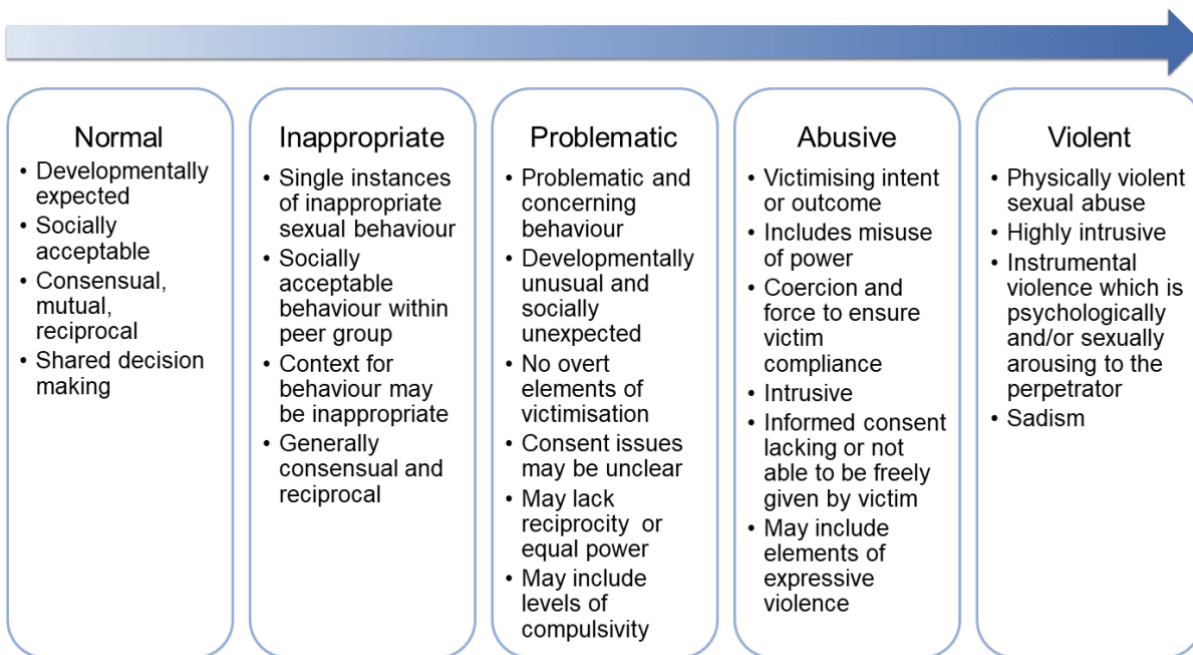 Normal
• Developmentally
expected
• Socially
acceptable
• Consensual,
mutual,
reciprocal
• Shared decision
making
Inappropriate
• Single instances
of inappropriate
sexual behaviour
• Socially
acceptable
behaviour within
peer group
• Context for
behaviour may
be inappropriate
• Generally
consensual and
reciprocal
Problematic
• Problematic and
concerning
behaviour
• Developmentally
unusual and
socially
unexpected
• No overt
elements of
victimisation
• Consent issues
may be unclear
• May lack
reciprocity or
equal power
• May include
levels of
compulsivity
Abusive
• Victimising intent
or outcome
• Includes misuse
of power
• Coercion and
force to ensure
victim
compliance
• Intrusive
• Informed consent
lacking or not
able to be freely
given by victim
• May include
elements of
expressive
violence
Violent
• Physically violent
sexual abuse
• Highly intrusive
• Instrumental
violence which is
psychologically
and/or sexually
arousing to the
perpetrator
• Sadism